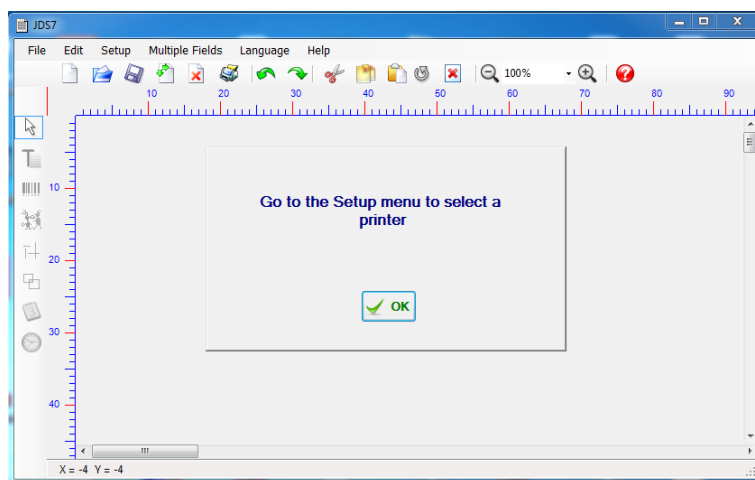 JDS7
File Edit Setup Multiple Fields Language Help
100%
10 20 30 40 50 60 70 80 90
10
20
30
40
Go to the Setup menu to select a
printer
OK
X = -4 Y = -4